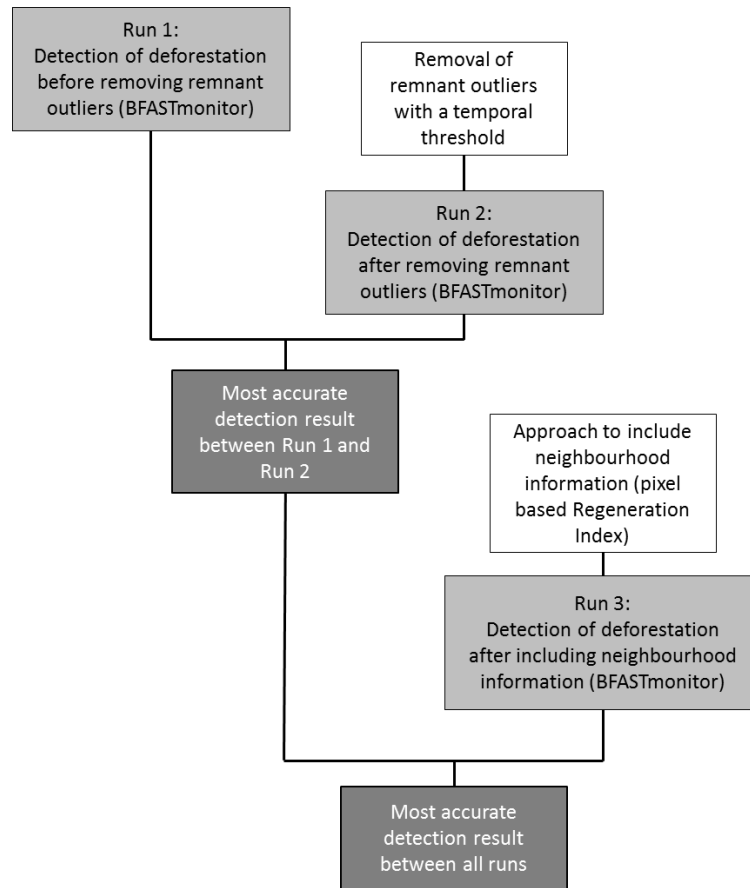 Run 1:
Detection of deforestation
before removing remnant
outliers (BFASTmonitor)
Removal of
remnant outliers
with a temporal
threshold
Run 2:
Detection of deforestation
after removing remnant
outliers (BFASTmonitor)
Most accurate
detection result
between Run 1 and
Run 2
Approach to include
neighbourhood
information (pixel
based Regeneration
Index)
Run 3:
Detection of deforestation
after including neighbourhood
information (BFASTmonitor)
Most accurate
detection result
between all runs